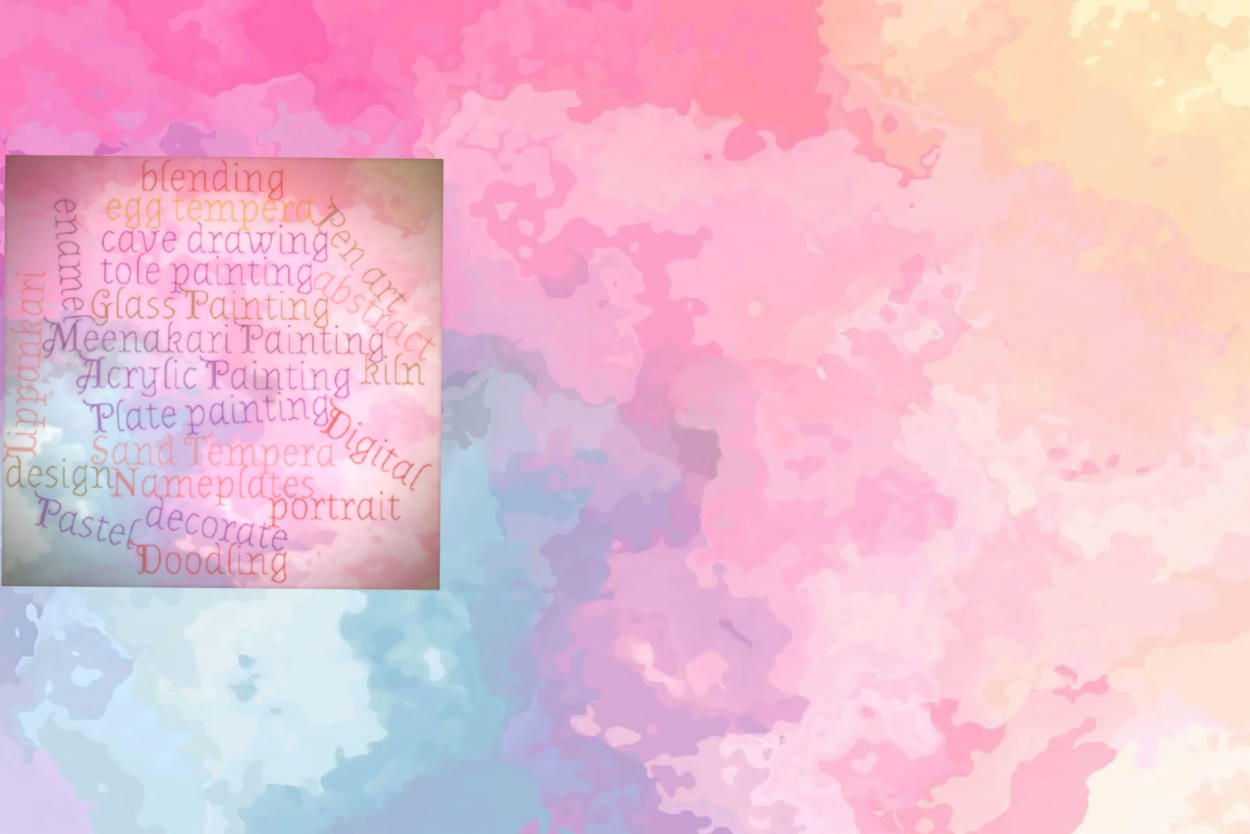 blending
egg tempera
Pen art
enamel
cave drawing
tole painting
abstract
Glass Painting
Lippankari
Meenakari Painting
Acrylic Painting
kiln
Plate painting
Digital
Sand Tempera
design
Nameplates
portrait
Pastel
decorate
Doodling